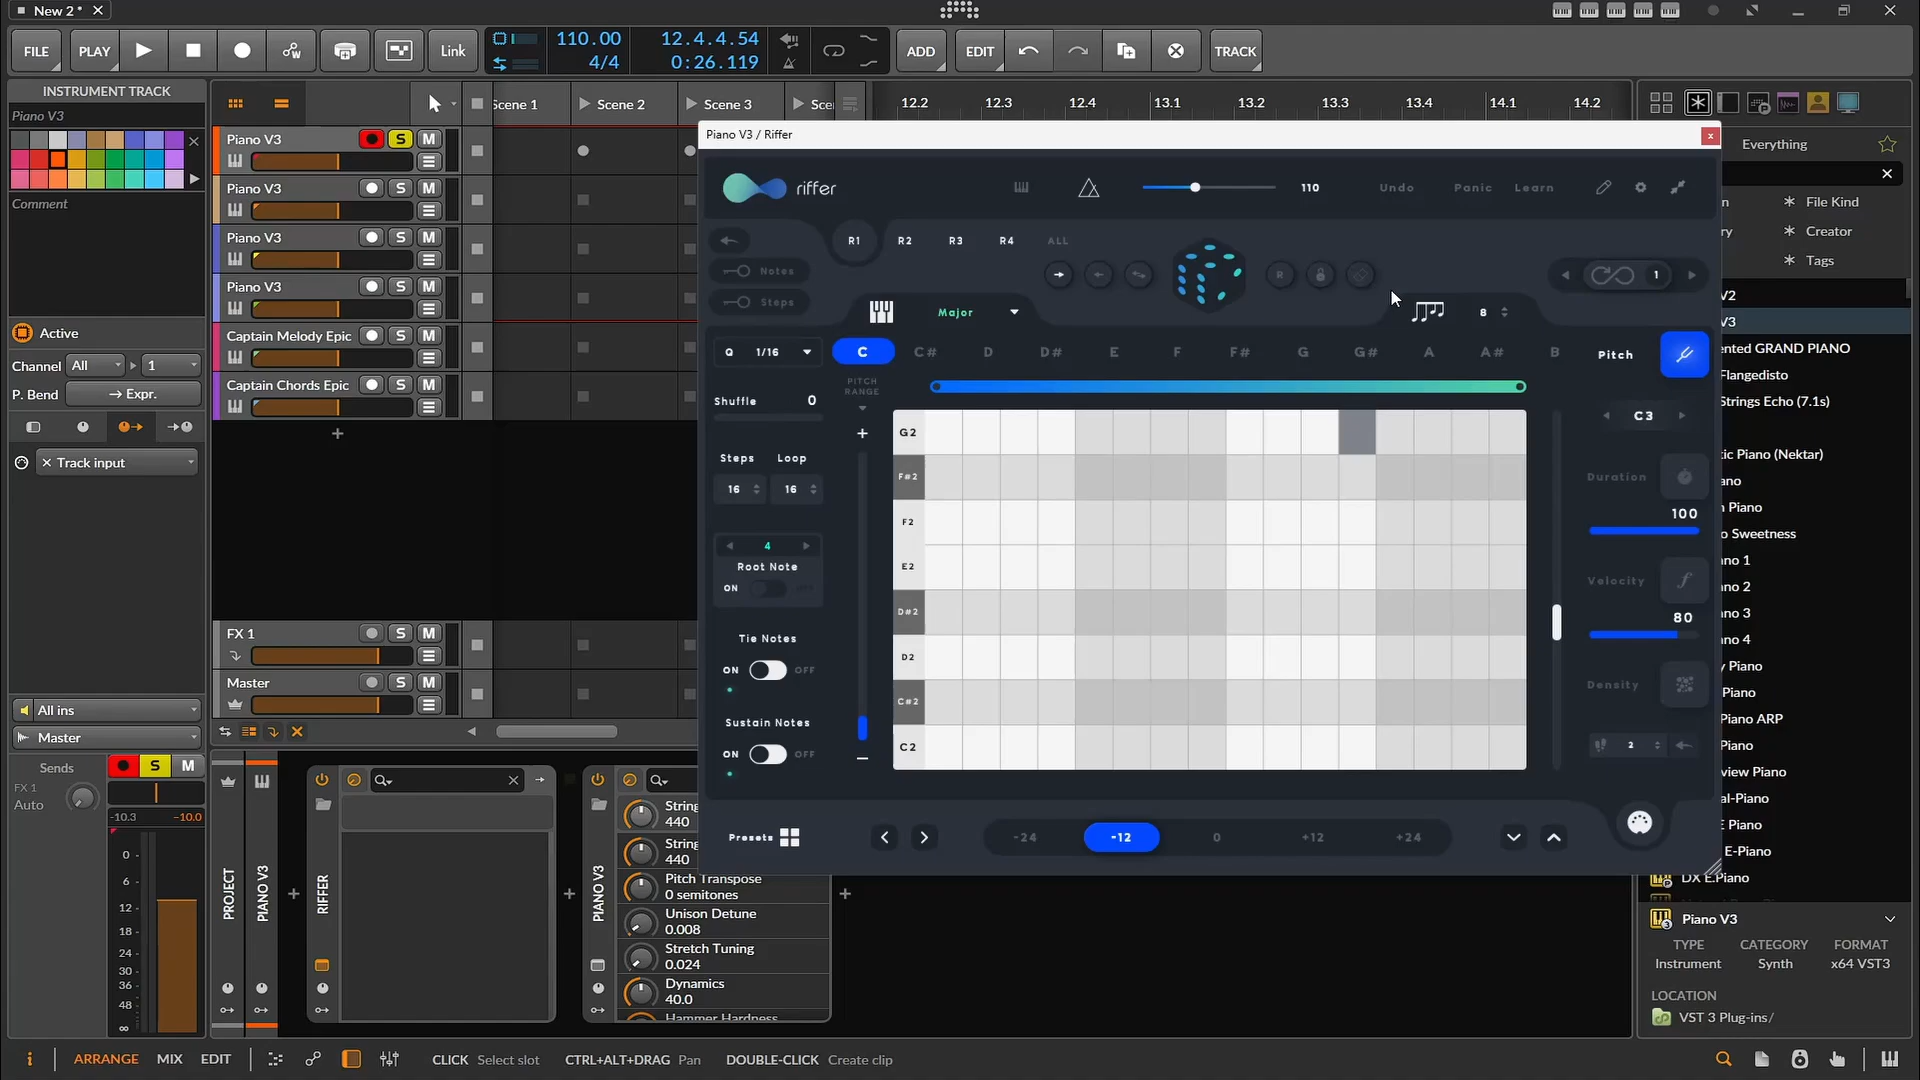 New 2 *
FILE PLAY Link 110.00 12.4.4.54 ADD EDIT TRACK
4/4 0:26.119
INSTRUMENT TRACK
Piano V3
Comment
Active
Channel All 1
P. Bend → Expr.
Track input
All ins
Master
Sends S M
FX 1
Auto
-10.3 -10.0
0
6
12
18
24
30
36
48
∞
Scene 1 Scene 2 Scene 3 Sce
12.2 12.3 12.4 13.1 13.2 13.3 13.4 14.1 14.2
Piano V3 S M
Piano V3 S M
Piano V3 S M
Piano V3 S M
Captain Melody Epic S M
Captain Chords Epic S M
+
FX 1 S M
Master S M
Piano V3 / Riffer
riffer 110 Undo Panic Learn
R1 R2 R3 R4 ALL
Notes
Steps
R 1
Major 8
Q 1/16 C C# D D# E F F# G G# A A# B Pitch
PITCH RANGE
Shuffle 0
+
Steps Loop
16 16
4
Root Note
ON OFF
Tie Notes
ON OFF
Sustain Notes
ON OFF
G2
F#2
F2
E2
D#2
D2
C#2
C2
C3
Duration
100
Velocity
80
Density
2
Presets -24 -12 0 +12 +24
PROJECT
PIANO V3
RIFFER
PIANO V3
String
440
String
440
Pitch Transpose
0 semitones
Unison Detune
0.008
Stretch Tuning
0.024
Dynamics
40.0
Hammer Hardness
Everything
n File Kind
ry Creator
Tags
V2
V3
ented GRAND PIANO
Flangedisto
Strings Echo (7.1s)
tic Piano (Nektar)
ano
n Piano
o Sweetness
no 1
no 2
no 3
no 4
y Piano
Piano
Piano ARP
Piano
view Piano
al-Piano
E Piano
E-Piano
DX E.Piano
Piano V3
TYPE CATEGORY FORMAT
Instrument Synth x64 VST3
LOCATION
VST 3 Plug-ins/
i ARRANGE MIX EDIT CLICK Select slot CTRL+ALT+DRAG Pan DOUBLE-CLICK Create clip